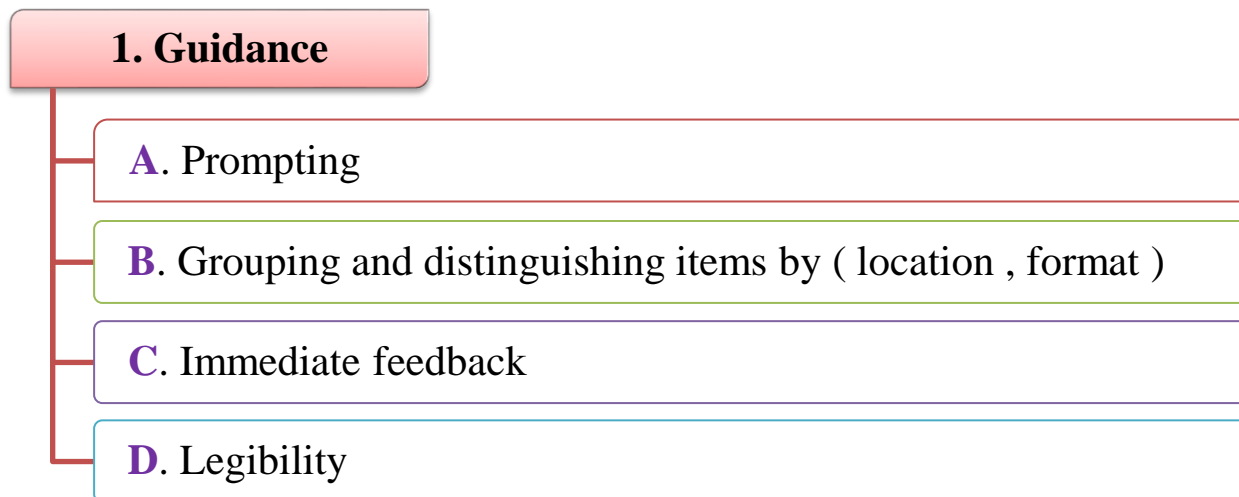 1. Guidance
A. Prompting
B. Grouping and distinguishing items by ( location , format )
C. Immediate feedback
D. Legibility